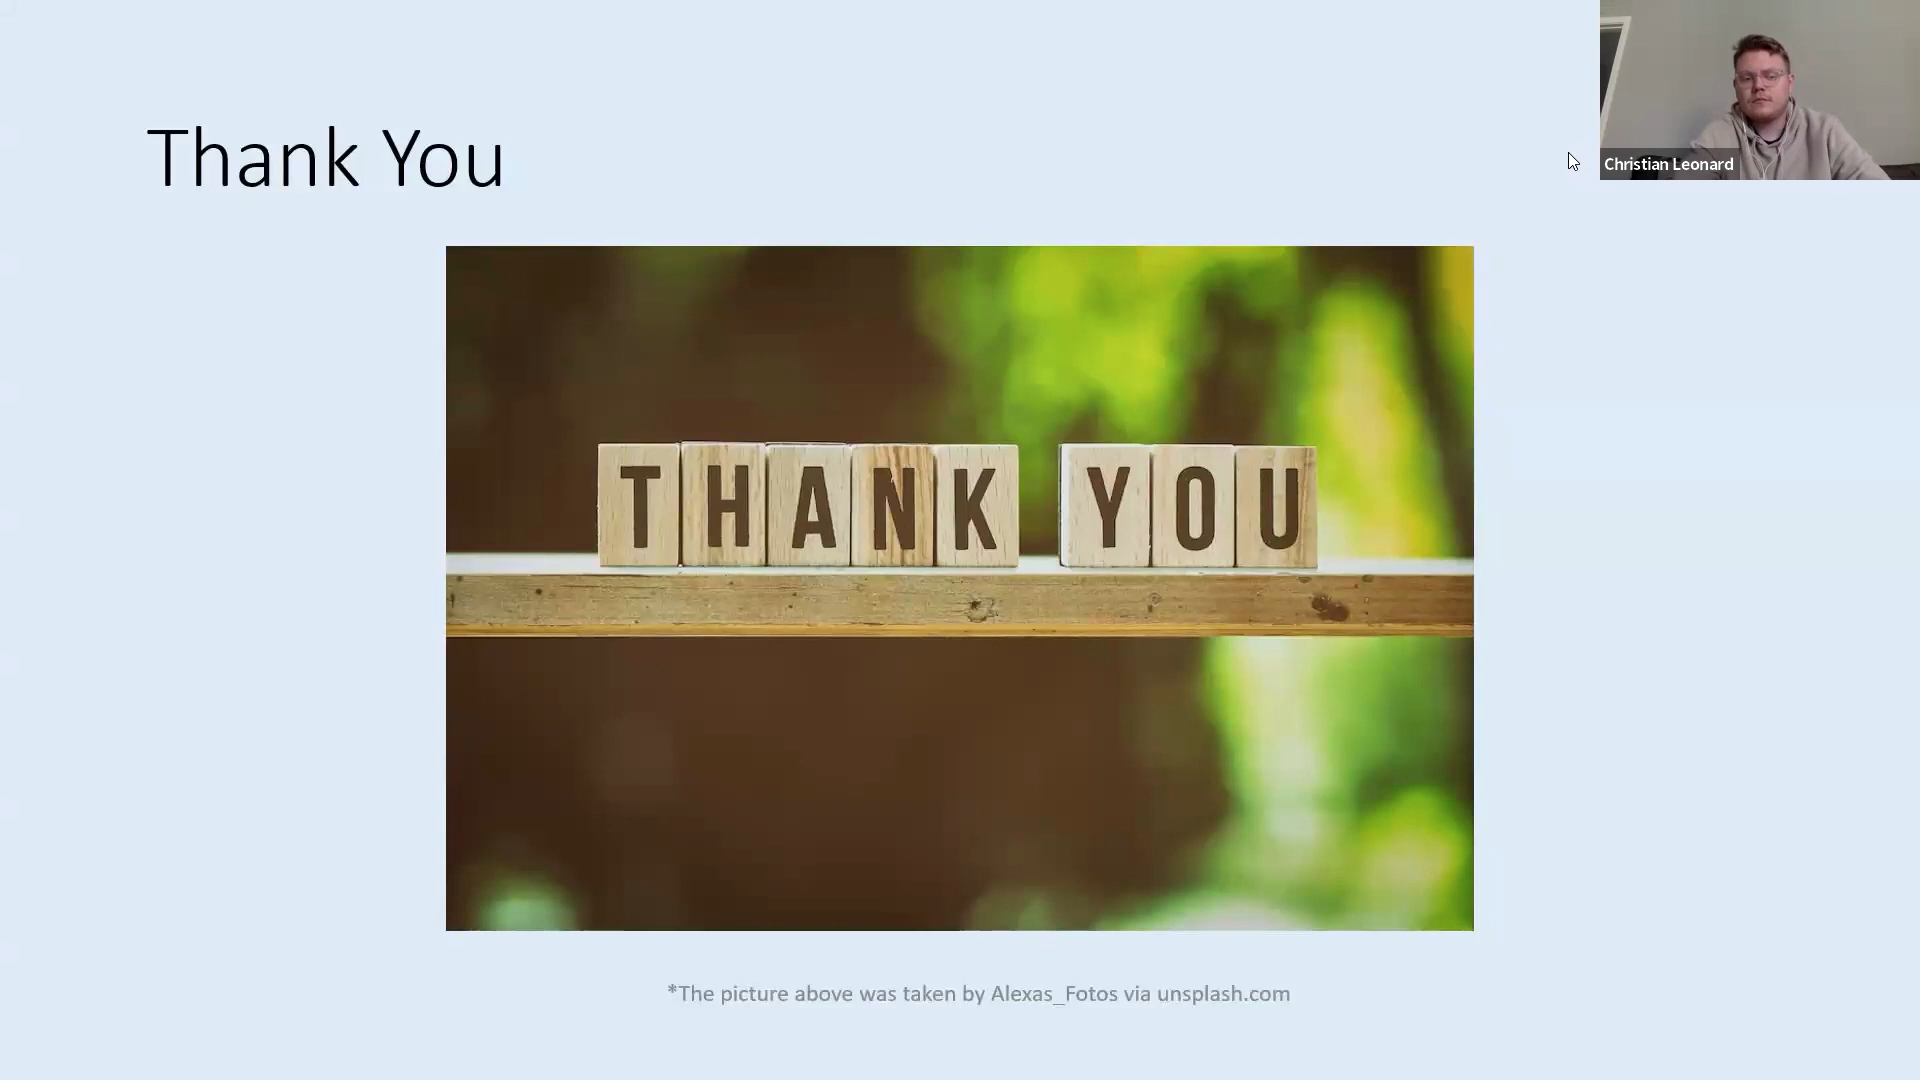 Thank You
Christian Leonard
THANK YOU
*The picture above was taken by Alexas_Fotos via unsplash.com